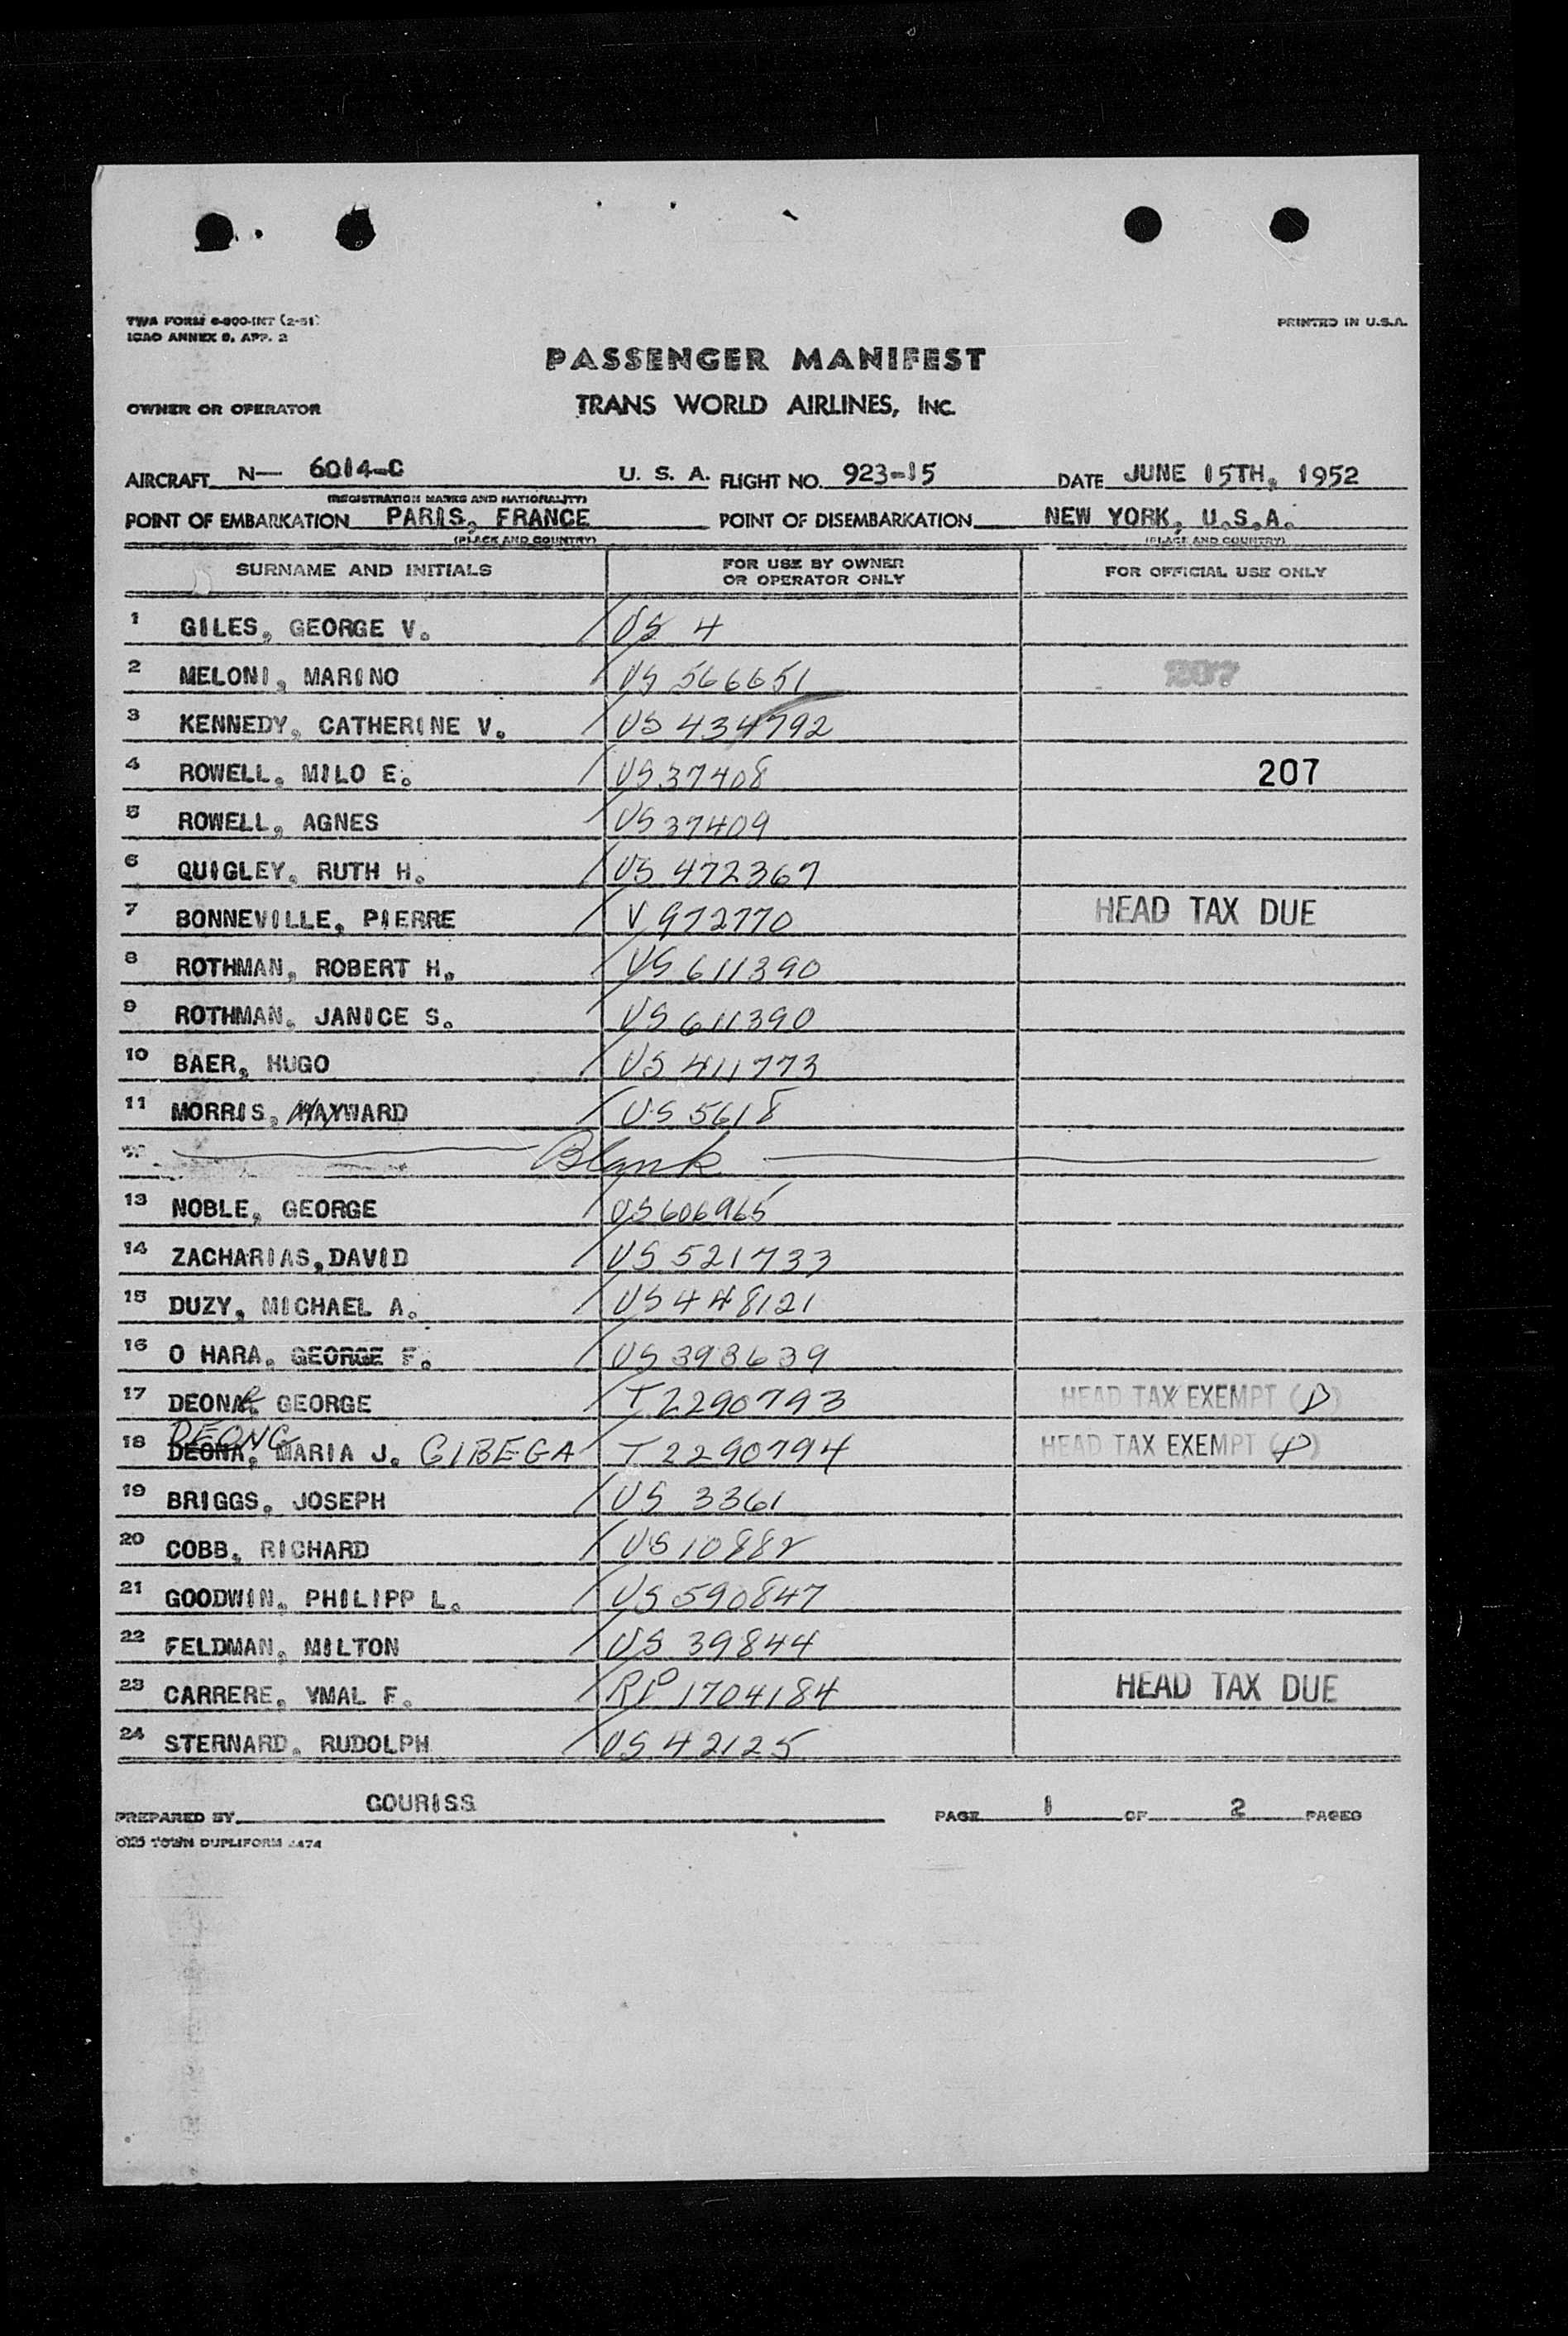 TWA FORM 6-800-INT (2-51)
ICAO ANNEX 9, APP. 2
PRINTED IN U.S.A.
PASSENGER MANIFEST
OWNER OR OPERATOR TRANS WORLD AIRLINES, INC.
AIRCRAFT N— 6014-C U. S. A. FLIGHT NO. 923-15 DATE JUNE 15TH, 1952
(REGISTRATION MARKS AND NATIONALITY)
POINT OF EMBARKATION PARIS, FRANCE POINT OF DISEMBARKATION NEW YORK, U.S.A.
(PLACE AND COUNTRY) (PLACE AND COUNTRY)
SURNAME AND INITIALS FOR USE BY OWNER OR OPERATOR ONLY FOR OFFICIAL USE ONLY
1 GILES, GEORGE V. US 4
2 MELONI, MARINO US 566651 207
3 KENNEDY, CATHERINE V. US 434792
4 ROWELL, MILO E. US 37408 207
5 ROWELL, AGNES US 37409
6 QUIGLEY, RUTH H. US 472367
7 BONNEVILLE, PIERRE V 972770 HEAD TAX DUE
8 ROTHMAN, ROBERT H. US 611390
9 ROTHMAN, JANICE S. US 611390
10 BAER, HUGO US 411773
11 MORRIS, WARD US 5618
Blank
13 NOBLE, GEORGE US 606965
14 ZACHARIAS, DAVID US 521733
15 DUZY, MICHAEL A. US 448121
16 O HARA, GEORGE F. US 398639
17 GEORGE T 2290793 HEAD TAX EXEMPT
DEONG
18 DEONA, MARIA J. GIBEGA T 2290794 HEAD TAX EXEMPT
19 BRIGGS, JOSEPH US 3361
20 COBB, RICHARD US 10882
21 GOODWIN, PHILIPP L. US 590847
22 FELDMAN, MILTON US 39844
23 CARRERE, YMAL F. RP 1704184 HEAD TAX DUE
24 STERNARD, RUDOLPH US 42125
PREPARED BY GOURISS PAGE 1 OF 2 PAGES
TOWN DUPLIFORM